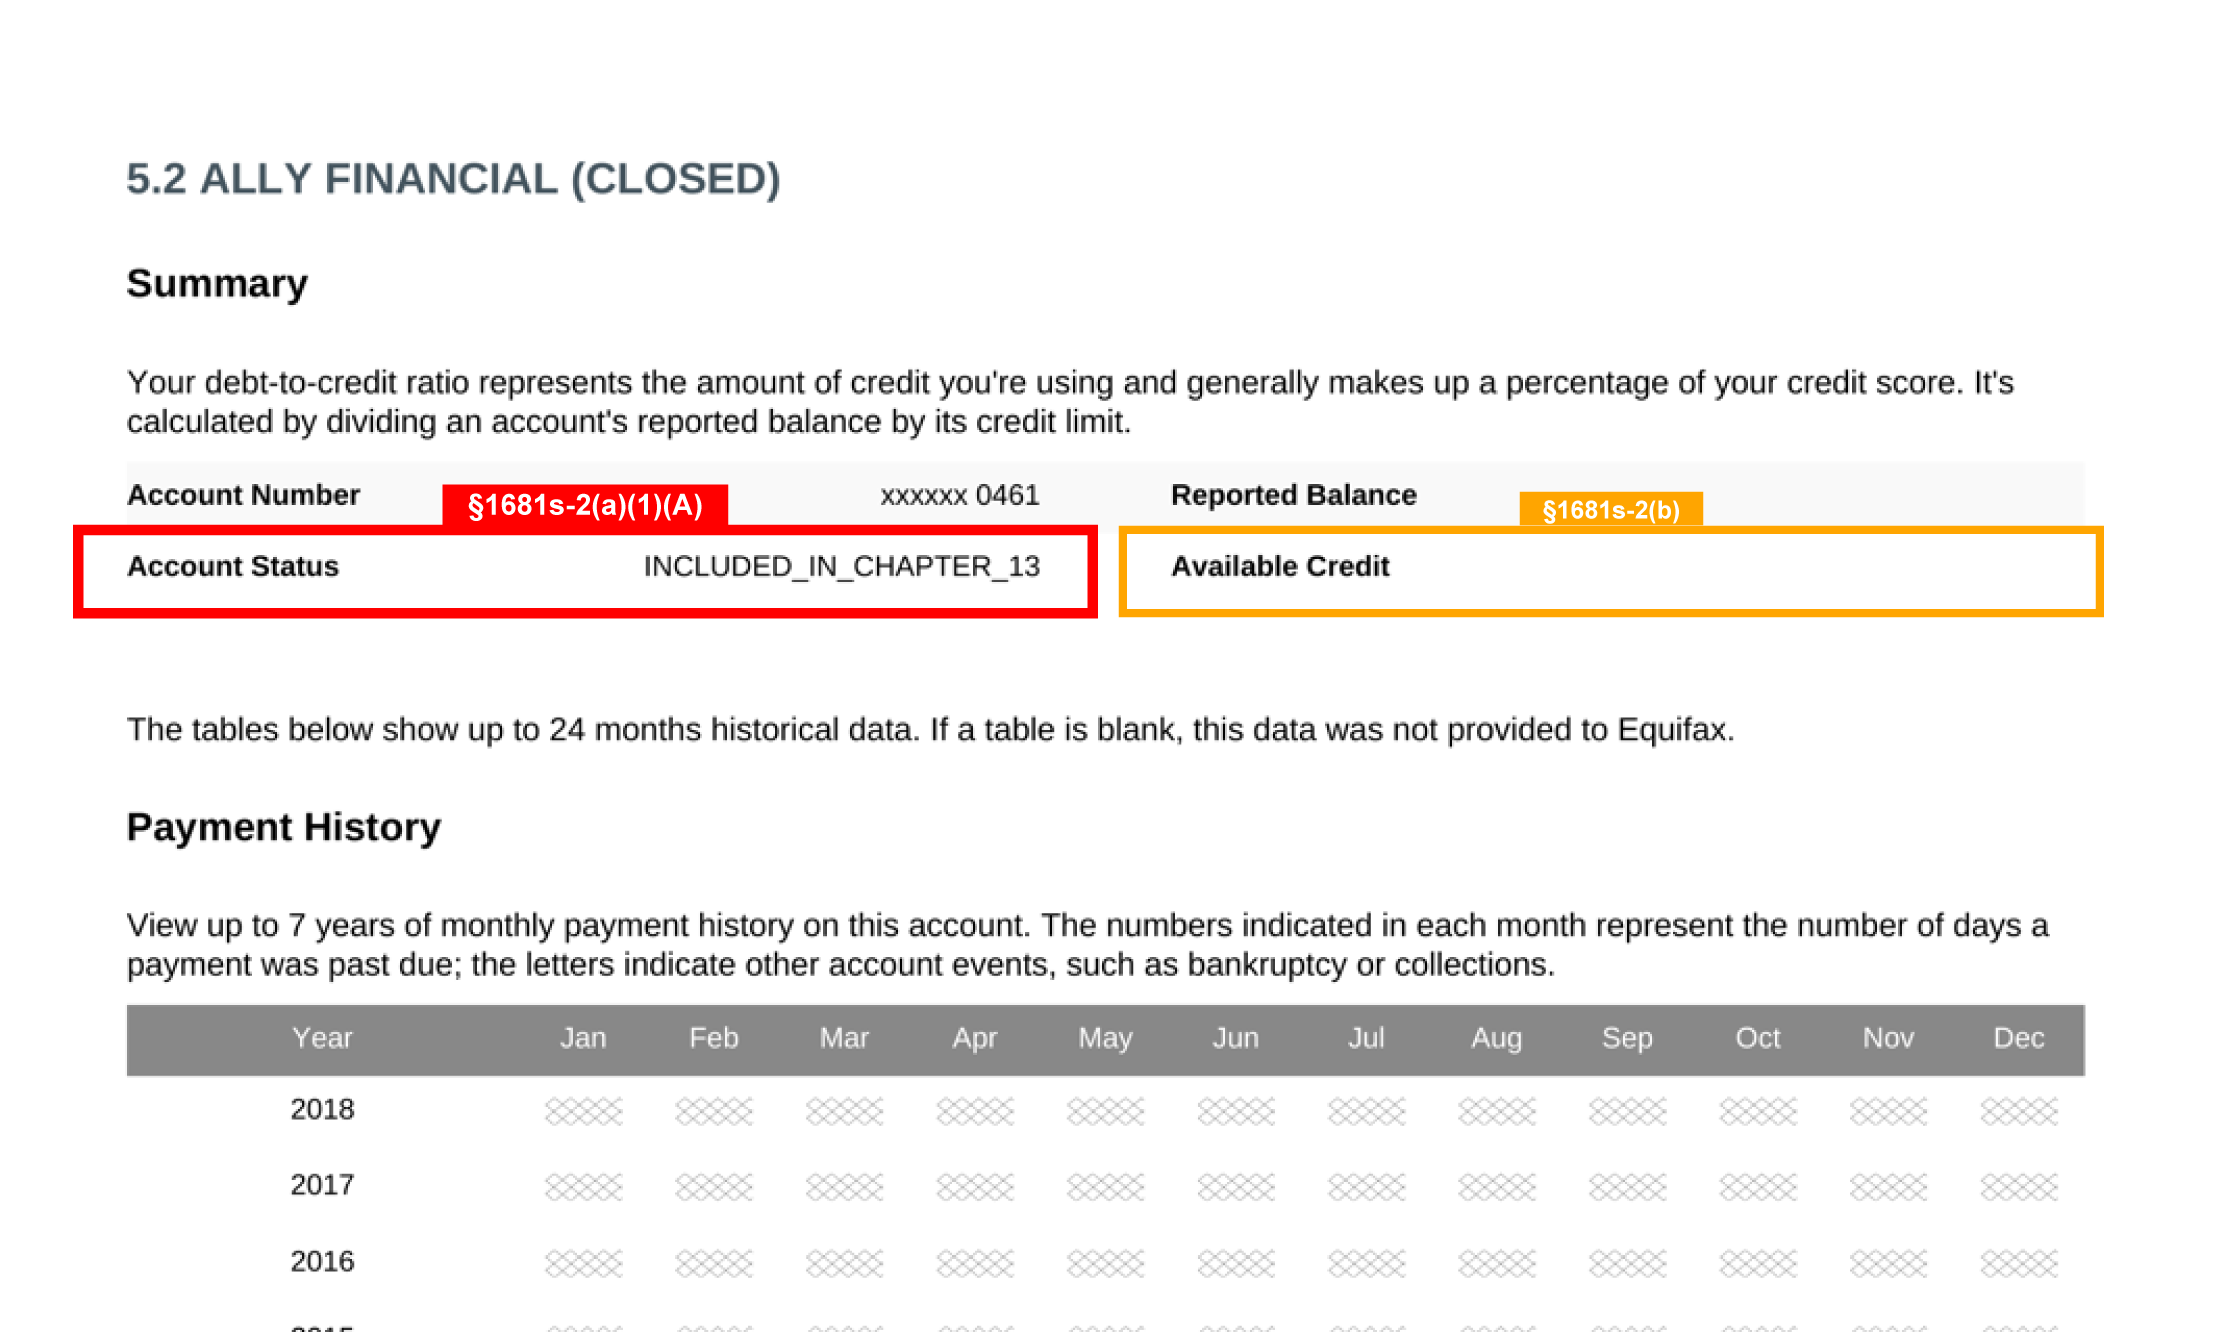 5.2 ALLY FINANCIAL (CLOSED)
Summary
Your debt-to-credit ratio represents the amount of credit you're using and generally makes up a percentage of your credit score. It's
calculated by dividing an account's reported balance by its credit limit.
Account Number xxxxxx 0461 Reported Balance
§1681s-2(a)(1)(A) §1681s-2(b)
Account Status INCLUDED_IN_CHAPTER_13 Available Credit
The tables below show up to 24 months historical data. If a table is blank, this data was not provided to Equifax.
Payment History
View up to 7 years of monthly payment history on this account. The numbers indicated in each month represent the number of days a
payment was past due; the letters indicate other account events, such as bankruptcy or collections.
Year Jan Feb Mar Apr May Jun Jul Aug Sep Oct Nov Dec
2018
2017
2016